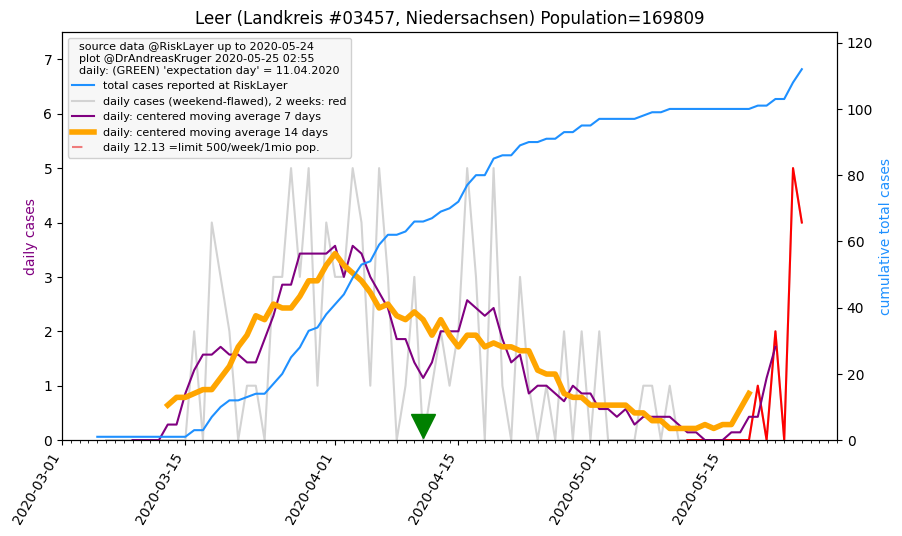 Leer (Landkreis #03457, Niedersachsen) Population=169809
source data @RiskLayer up to 2020-05-24
plot @DrAndreasKruger 2020-05-25 02:55
daily: (GREEN) 'expectation day' = 11.04.2020
total cases reported at RiskLayer
daily cases (weekend-flawed), 2 weeks: red
daily: centered moving average 7 days
daily: centered moving average 14 days
daily 12.13 =limit 500/week/1mio pop.
daily cases
7
6
5
4
3
2
1
0
120
100
80
60
40
20
0
cumulative total cases
2020-03-01
2020-03-15
2020-04-01
2020-04-15
2020-05-01
2020-05-15